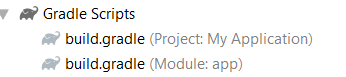 Gradle Scripts
build.gradle (Project: My Application)
build.gradle (Module: app)